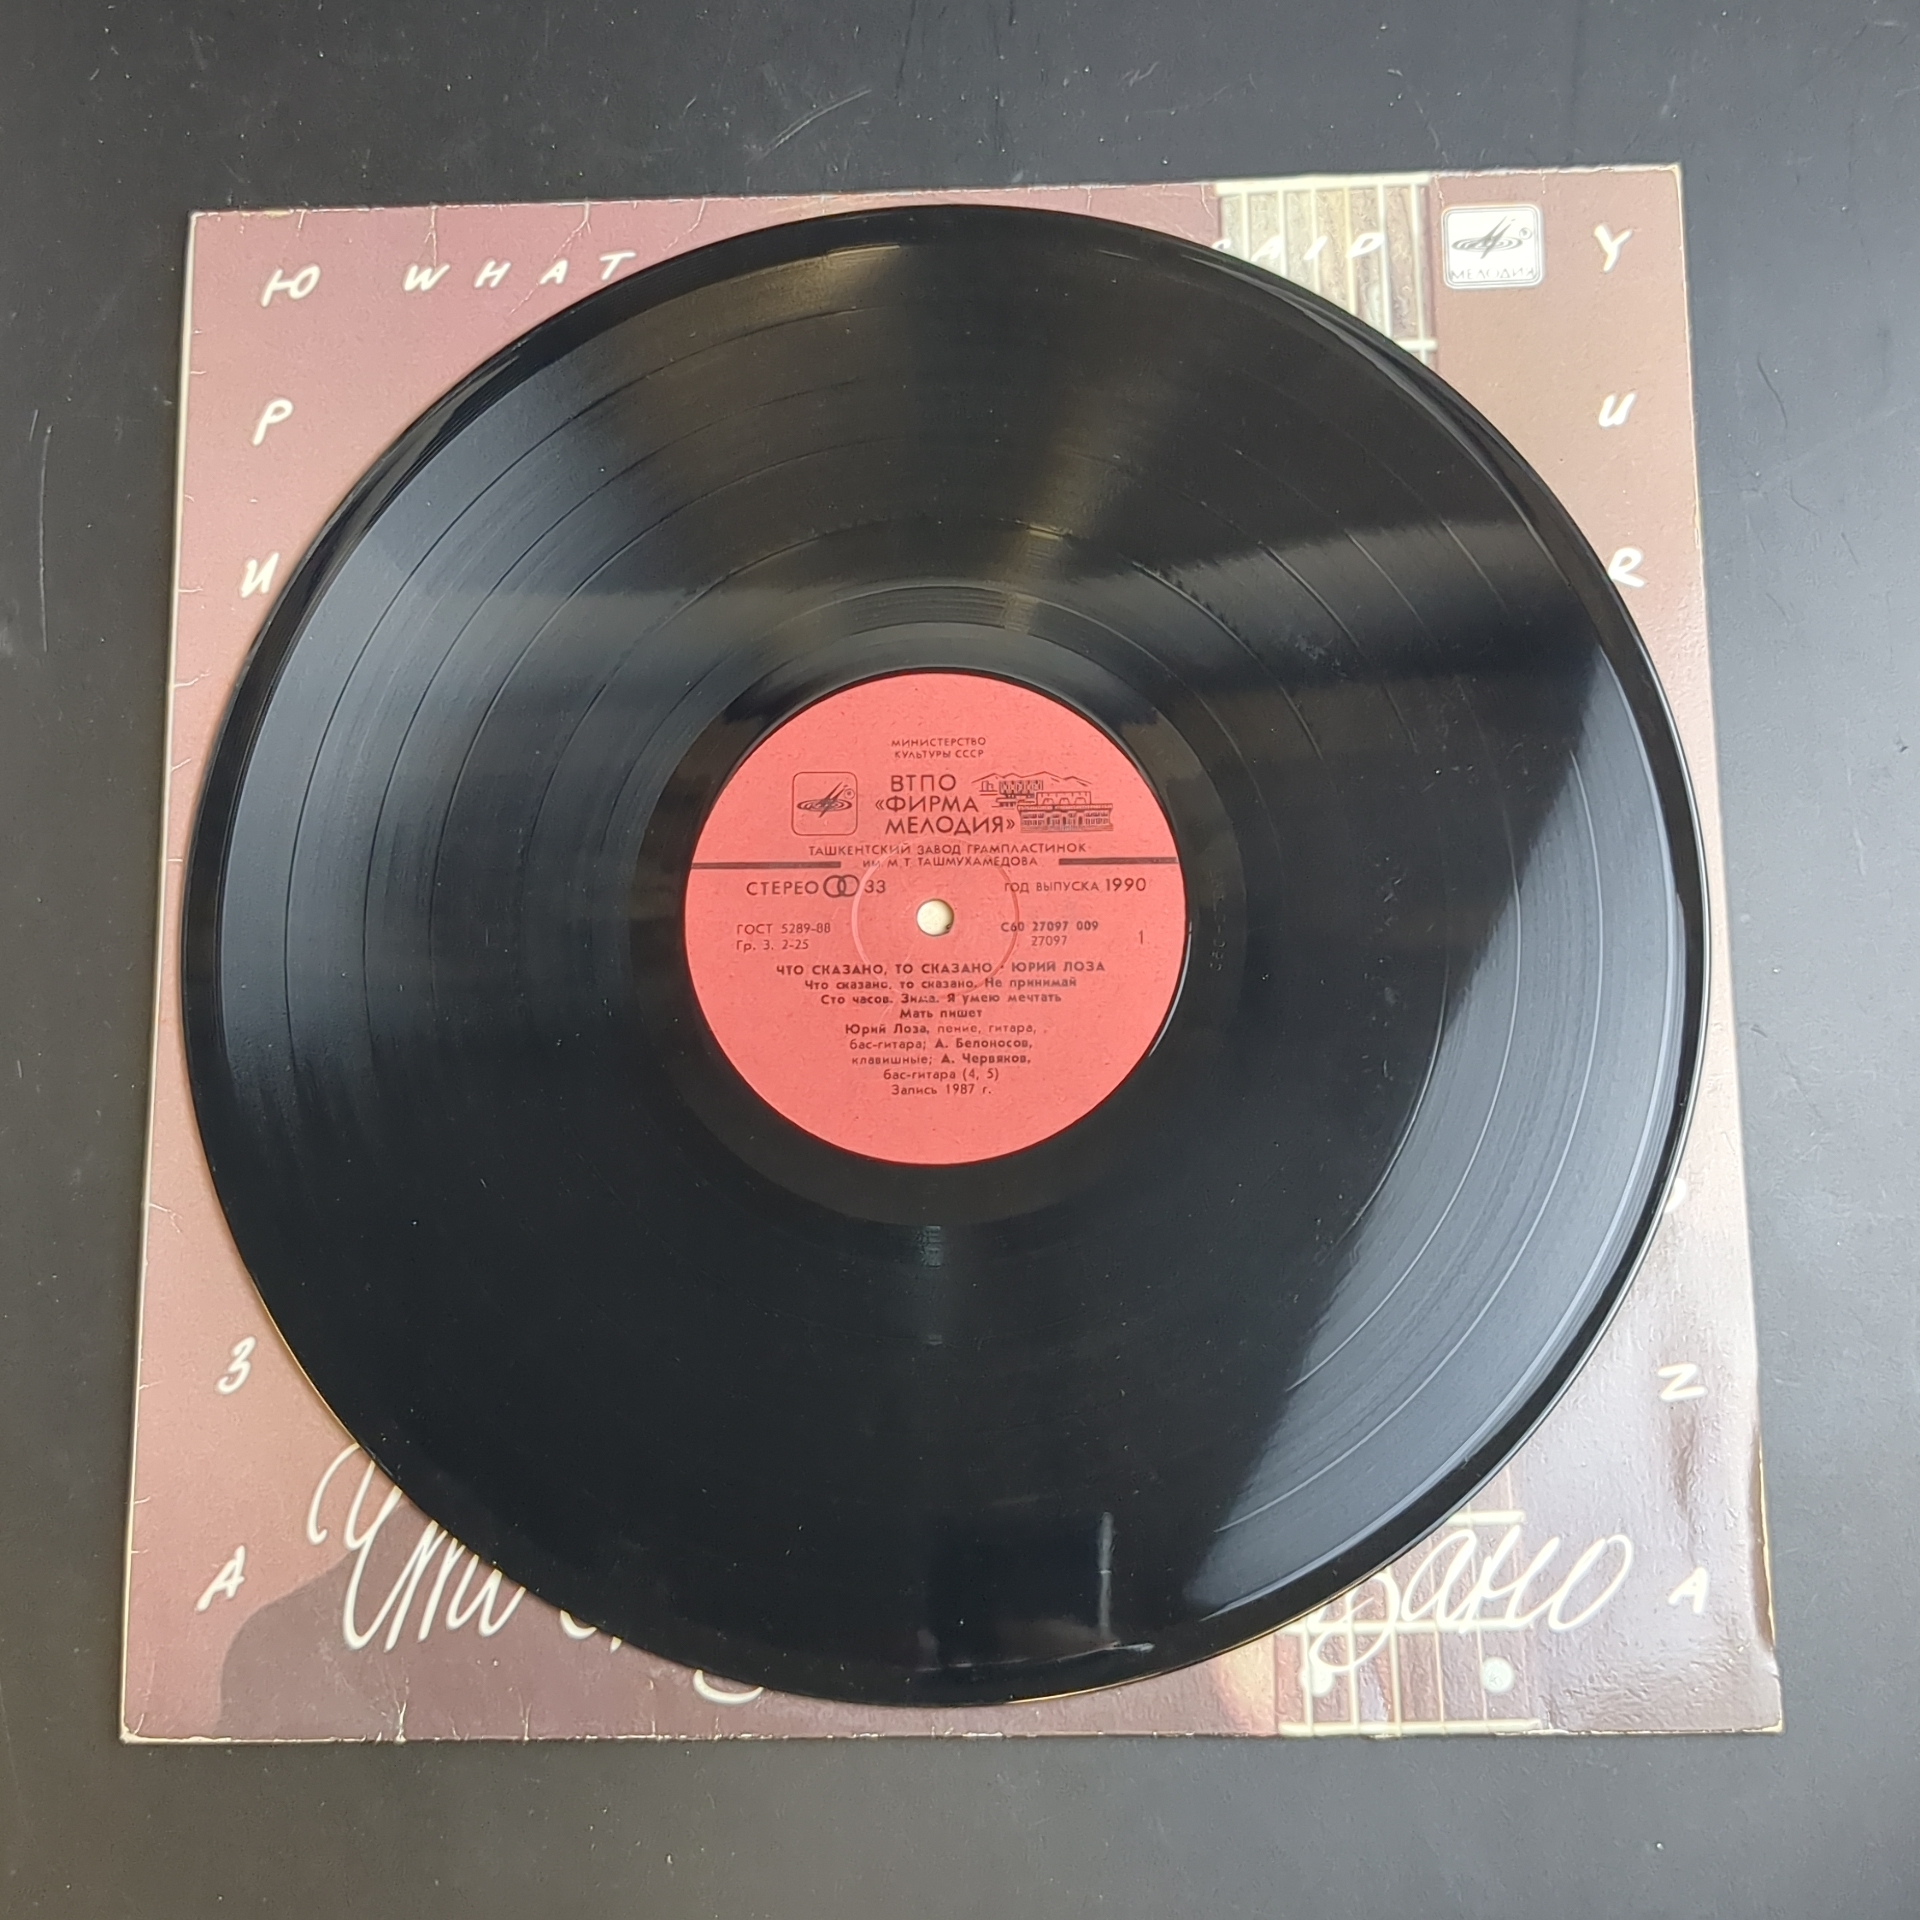 Ю WHAT SAID Y
МЕЛОДИЯ
Р U
И R
МИНИСТЕРСТВО
КУЛЬТУРЫ СССР
ВТПО
«ФИРМА
МЕЛОДИЯ»
ТАШКЕНТСКИЙ ЗАВОД ГРАМПЛАСТИНОК
ИМ М Т ТАШМУХАМЕДОВА
СТЕРЕО 33 ГОД ВЫПУСКА 1990
ГОСТ 5289-88 С60 27097 009
Гр. 3. 2-25 27097 1
ЧТО СКАЗАНО, ТО СКАЗАНО · ЮРИЙ ЛОЗА
Что сказано, то сказано. Не принимай
Сто часов. Зима. Я умею мечтать
Мать пишет
Юрий Лоза, пение, гитара,
бас-гитара; А. Белоносов,
клавишные; А. Червяков,
бас-гитара (4, 5)
Запись 1987 г.
З Z
А A
Что